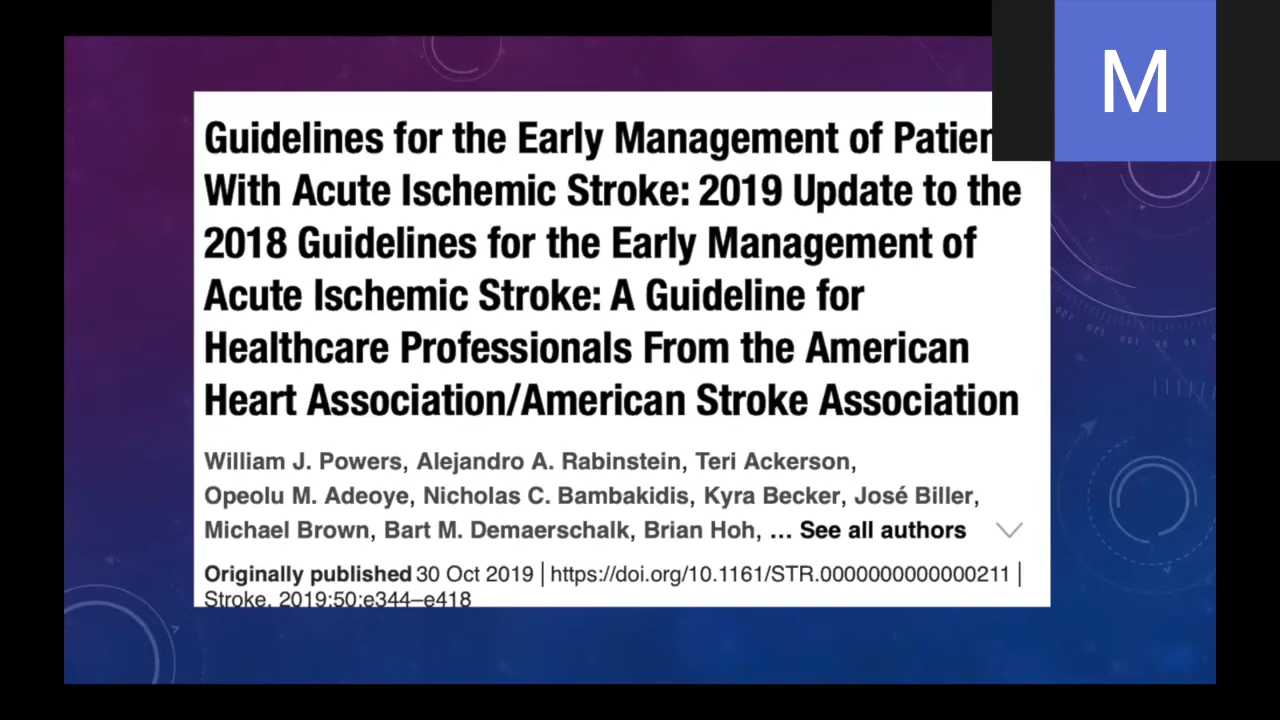 M
Guidelines for the Early Management of Patien
With Acute Ischemic Stroke: 2019 Update to the
2018 Guidelines for the Early Management of
Acute Ischemic Stroke: A Guideline for
Healthcare Professionals From the American
Heart Association/American Stroke Association
William J. Powers, Alejandro A. Rabinstein, Teri Ackerson,
Opeolu M. Adeoye, Nicholas C. Bambakidis, Kyra Becker, José Biller,
Michael Brown, Bart M. Demaerschalk, Brian Hoh, ... See all authors
Originally published 30 Oct 2019 | https://doi.org/10.1161/STR.0000000000000211 |
Stroke. 2019;50:e344–e418